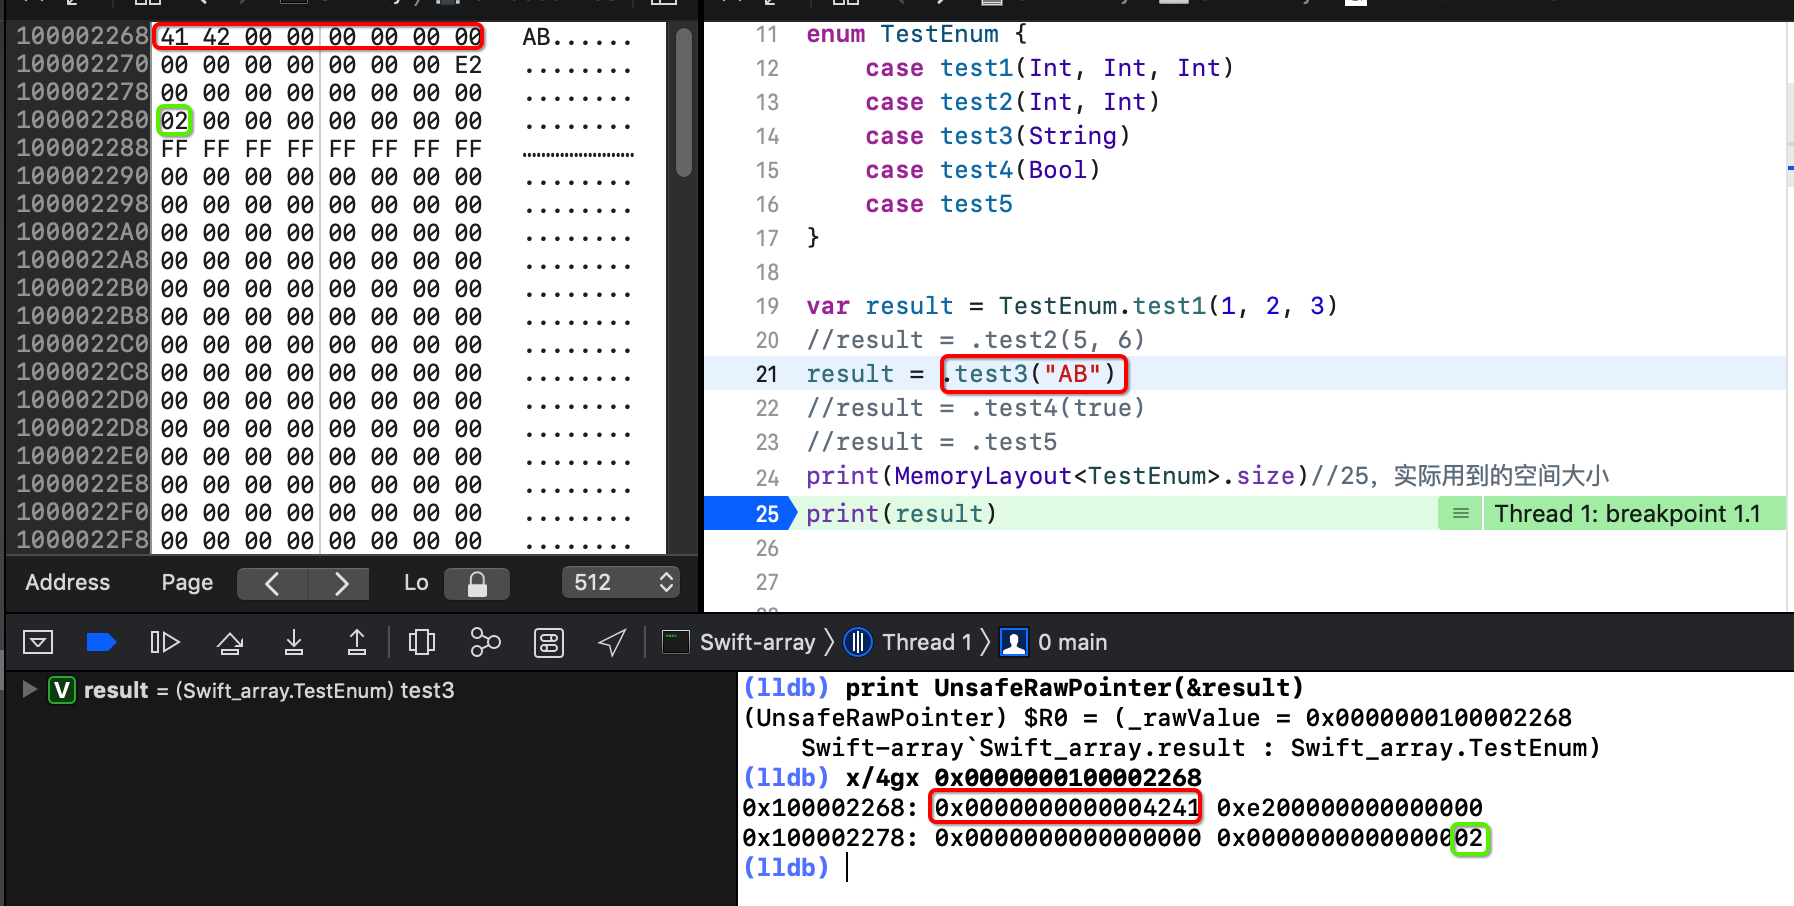 100002268 41 42 00 00 00 00 00 00 AB......
100002270 00 00 00 00 00 00 00 E2 ........
100002278 00 00 00 00 00 00 00 00 ........
100002280 02 00 00 00 00 00 00 00 ........
100002288 FF FF FF FF FF FF FF FF ........................
100002290 00 00 00 00 00 00 00 00 ........
100002298 00 00 00 00 00 00 00 00 ........
1000022A0 00 00 00 00 00 00 00 00 ........
1000022A8 00 00 00 00 00 00 00 00 ........
1000022B0 00 00 00 00 00 00 00 00 ........
1000022B8 00 00 00 00 00 00 00 00 ........
1000022C0 00 00 00 00 00 00 00 00 ........
1000022C8 00 00 00 00 00 00 00 00 ........
1000022D0 00 00 00 00 00 00 00 00 ........
1000022D8 00 00 00 00 00 00 00 00 ........
1000022E0 00 00 00 00 00 00 00 00 ........
1000022E8 00 00 00 00 00 00 00 00 ........
1000022F0 00 00 00 00 00 00 00 00 ........
1000022F8 00 00 00 00 00 00 00 00 ........
Address Page Lo 512
11 enum TestEnum {
12     case test1(Int, Int, Int)
13     case test2(Int, Int)
14     case test3(String)
15     case test4(Bool)
16     case test5
17 }
18
19 var result = TestEnum.test1(1, 2, 3)
20 //result = .test2(5, 6)
21 result = .test3("AB")
22 //result = .test4(true)
23 //result = .test5
24 print(MemoryLayout<TestEnum>.size)//25, 实际用到的空间大小
25 print(result) Thread 1: breakpoint 1.1
26
27
Swift-array Thread 1 0 main
V result = (Swift_array.TestEnum) test3
(lldb) print UnsafeRawPointer(&result)
(UnsafeRawPointer) $R0 = (_rawValue = 0x0000000100002268
    Swift-array`Swift_array.result : Swift_array.TestEnum)
(lldb) x/4gx 0x0000000100002268
0x100002268: 0x0000000000004241 0xe200000000000000
0x100002278: 0x0000000000000000 0x0000000000000002
(lldb)